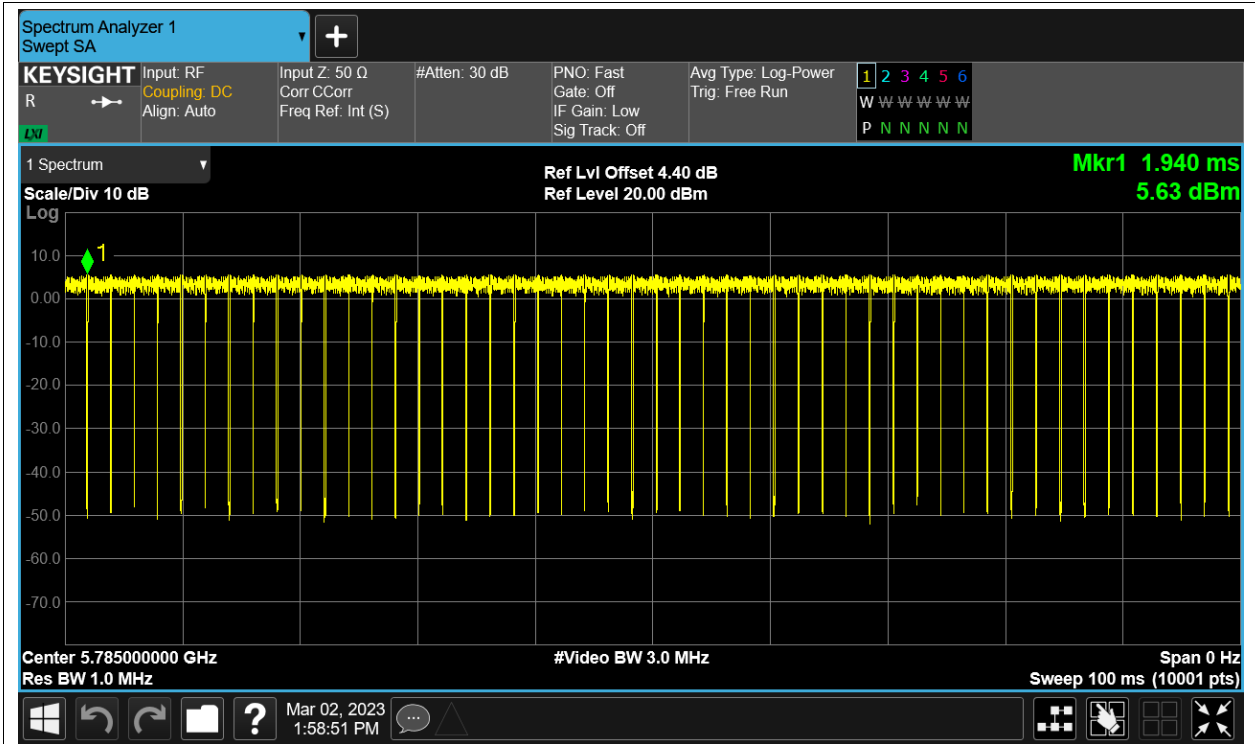 Spectrum Analyzer 1
Swept SA
KEYSIGHT
R
LXI
Input: RF
Coupling: DC
Align: Auto
Input Z: 50 Ω
Corr CCorr
Freq Ref: Int (S)
#Atten: 30 dB
PNO: Fast
Gate: Off
IF Gain: Low
Sig Track: Off
Avg Type: Log-Power
Trig: Free Run
1 2 3 4 5 6
W W W W W W
P N N N N N
1 Spectrum
Scale/Div 10 dB
Log
Ref Lvl Offset 4.40 dB
Ref Level 20.00 dBm
Mkr1 1.940 ms
5.63 dBm
1
10.0
0.00
-10.0
-20.0
-30.0
-40.0
-50.0
-60.0
-70.0
Center 5.785000000 GHz
Res BW 1.0 MHz
#Video BW 3.0 MHz
Span 0 Hz
Sweep 100 ms (10001 pts)
?
Mar 02, 2023
1:58:51 PM